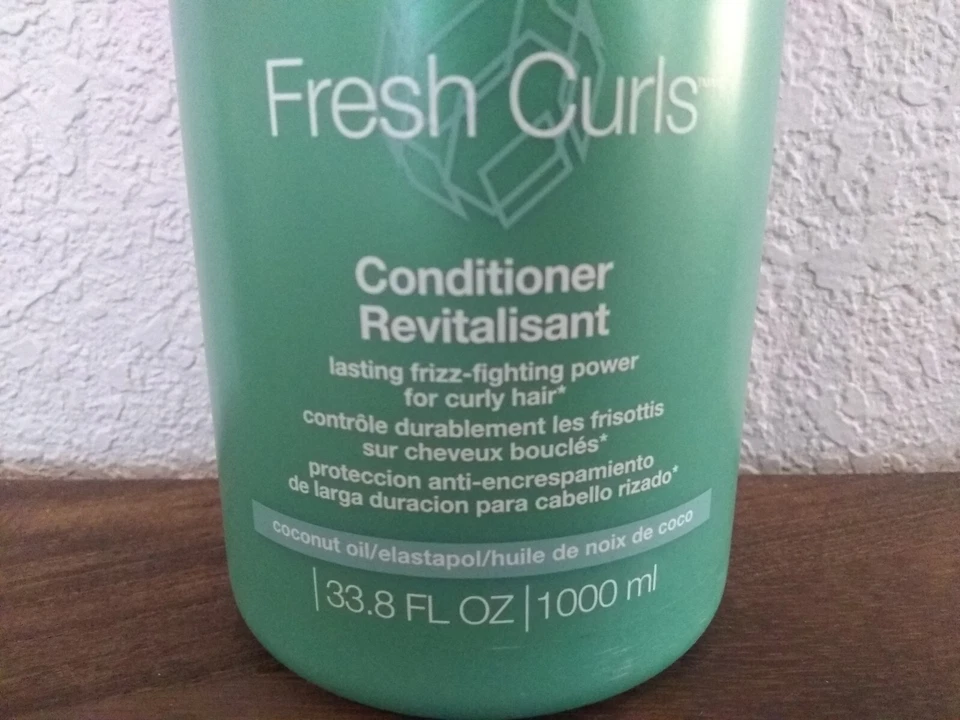 Fresh Curls™
Conditioner
Revitalisant
lasting frizz-fighting power
for curly hair*
contrôle durablement les frisottis
sur cheveux bouclés*
proteccion anti-encrespamiento
de larga duracion para cabello rizado*
coconut oil/elastapol/huile de noix de coco
|33.8 FL OZ|1000 ml